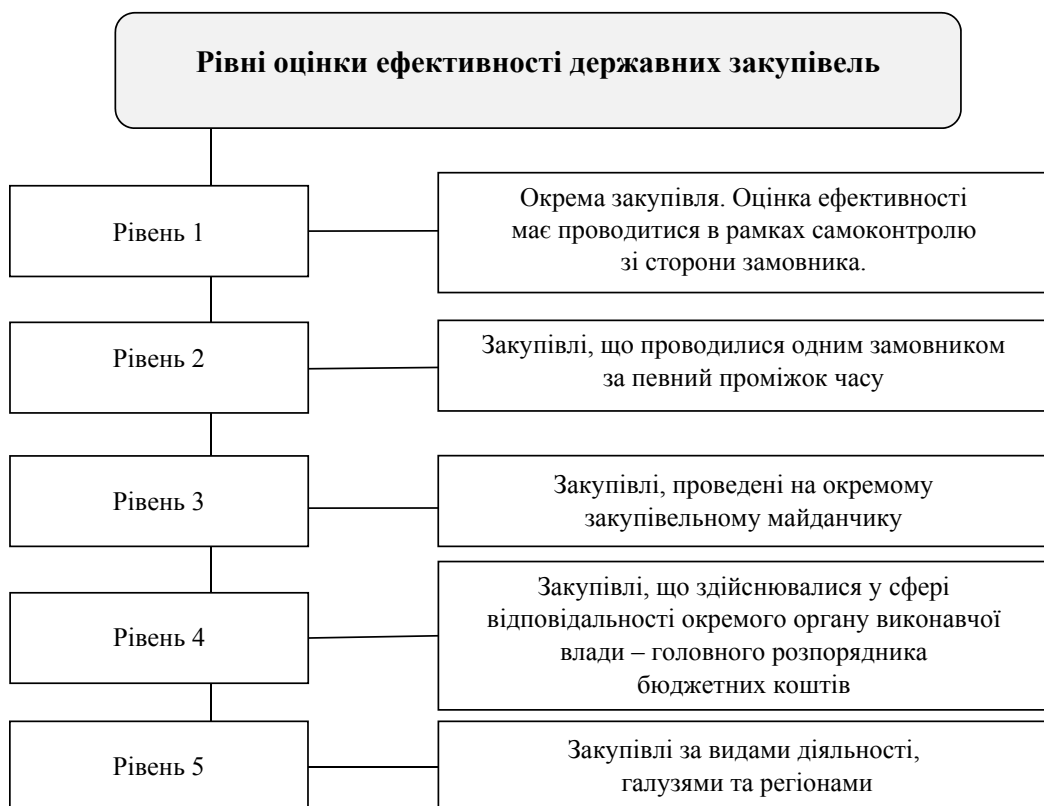 Рівні оцінки ефективності державних закупівель
Рівень 1
Окрема закупівля. Оцінка ефективності
має проводитися в рамках самоконтролю
зі сторони замовника.
Рівень 2
Закупівлі, що проводилися одним замовником
за певний проміжок часу
Рівень 3
Закупівлі, проведені на окремому
закупівельному майданчику
Рівень 4
Закупівлі, що здійснювалися у сфері
відповідальності окремого органу виконавчої
влади – головного розпорядника
бюджетних коштів
Рівень 5
Закупівлі за видами діяльності,
галузями та регіонами